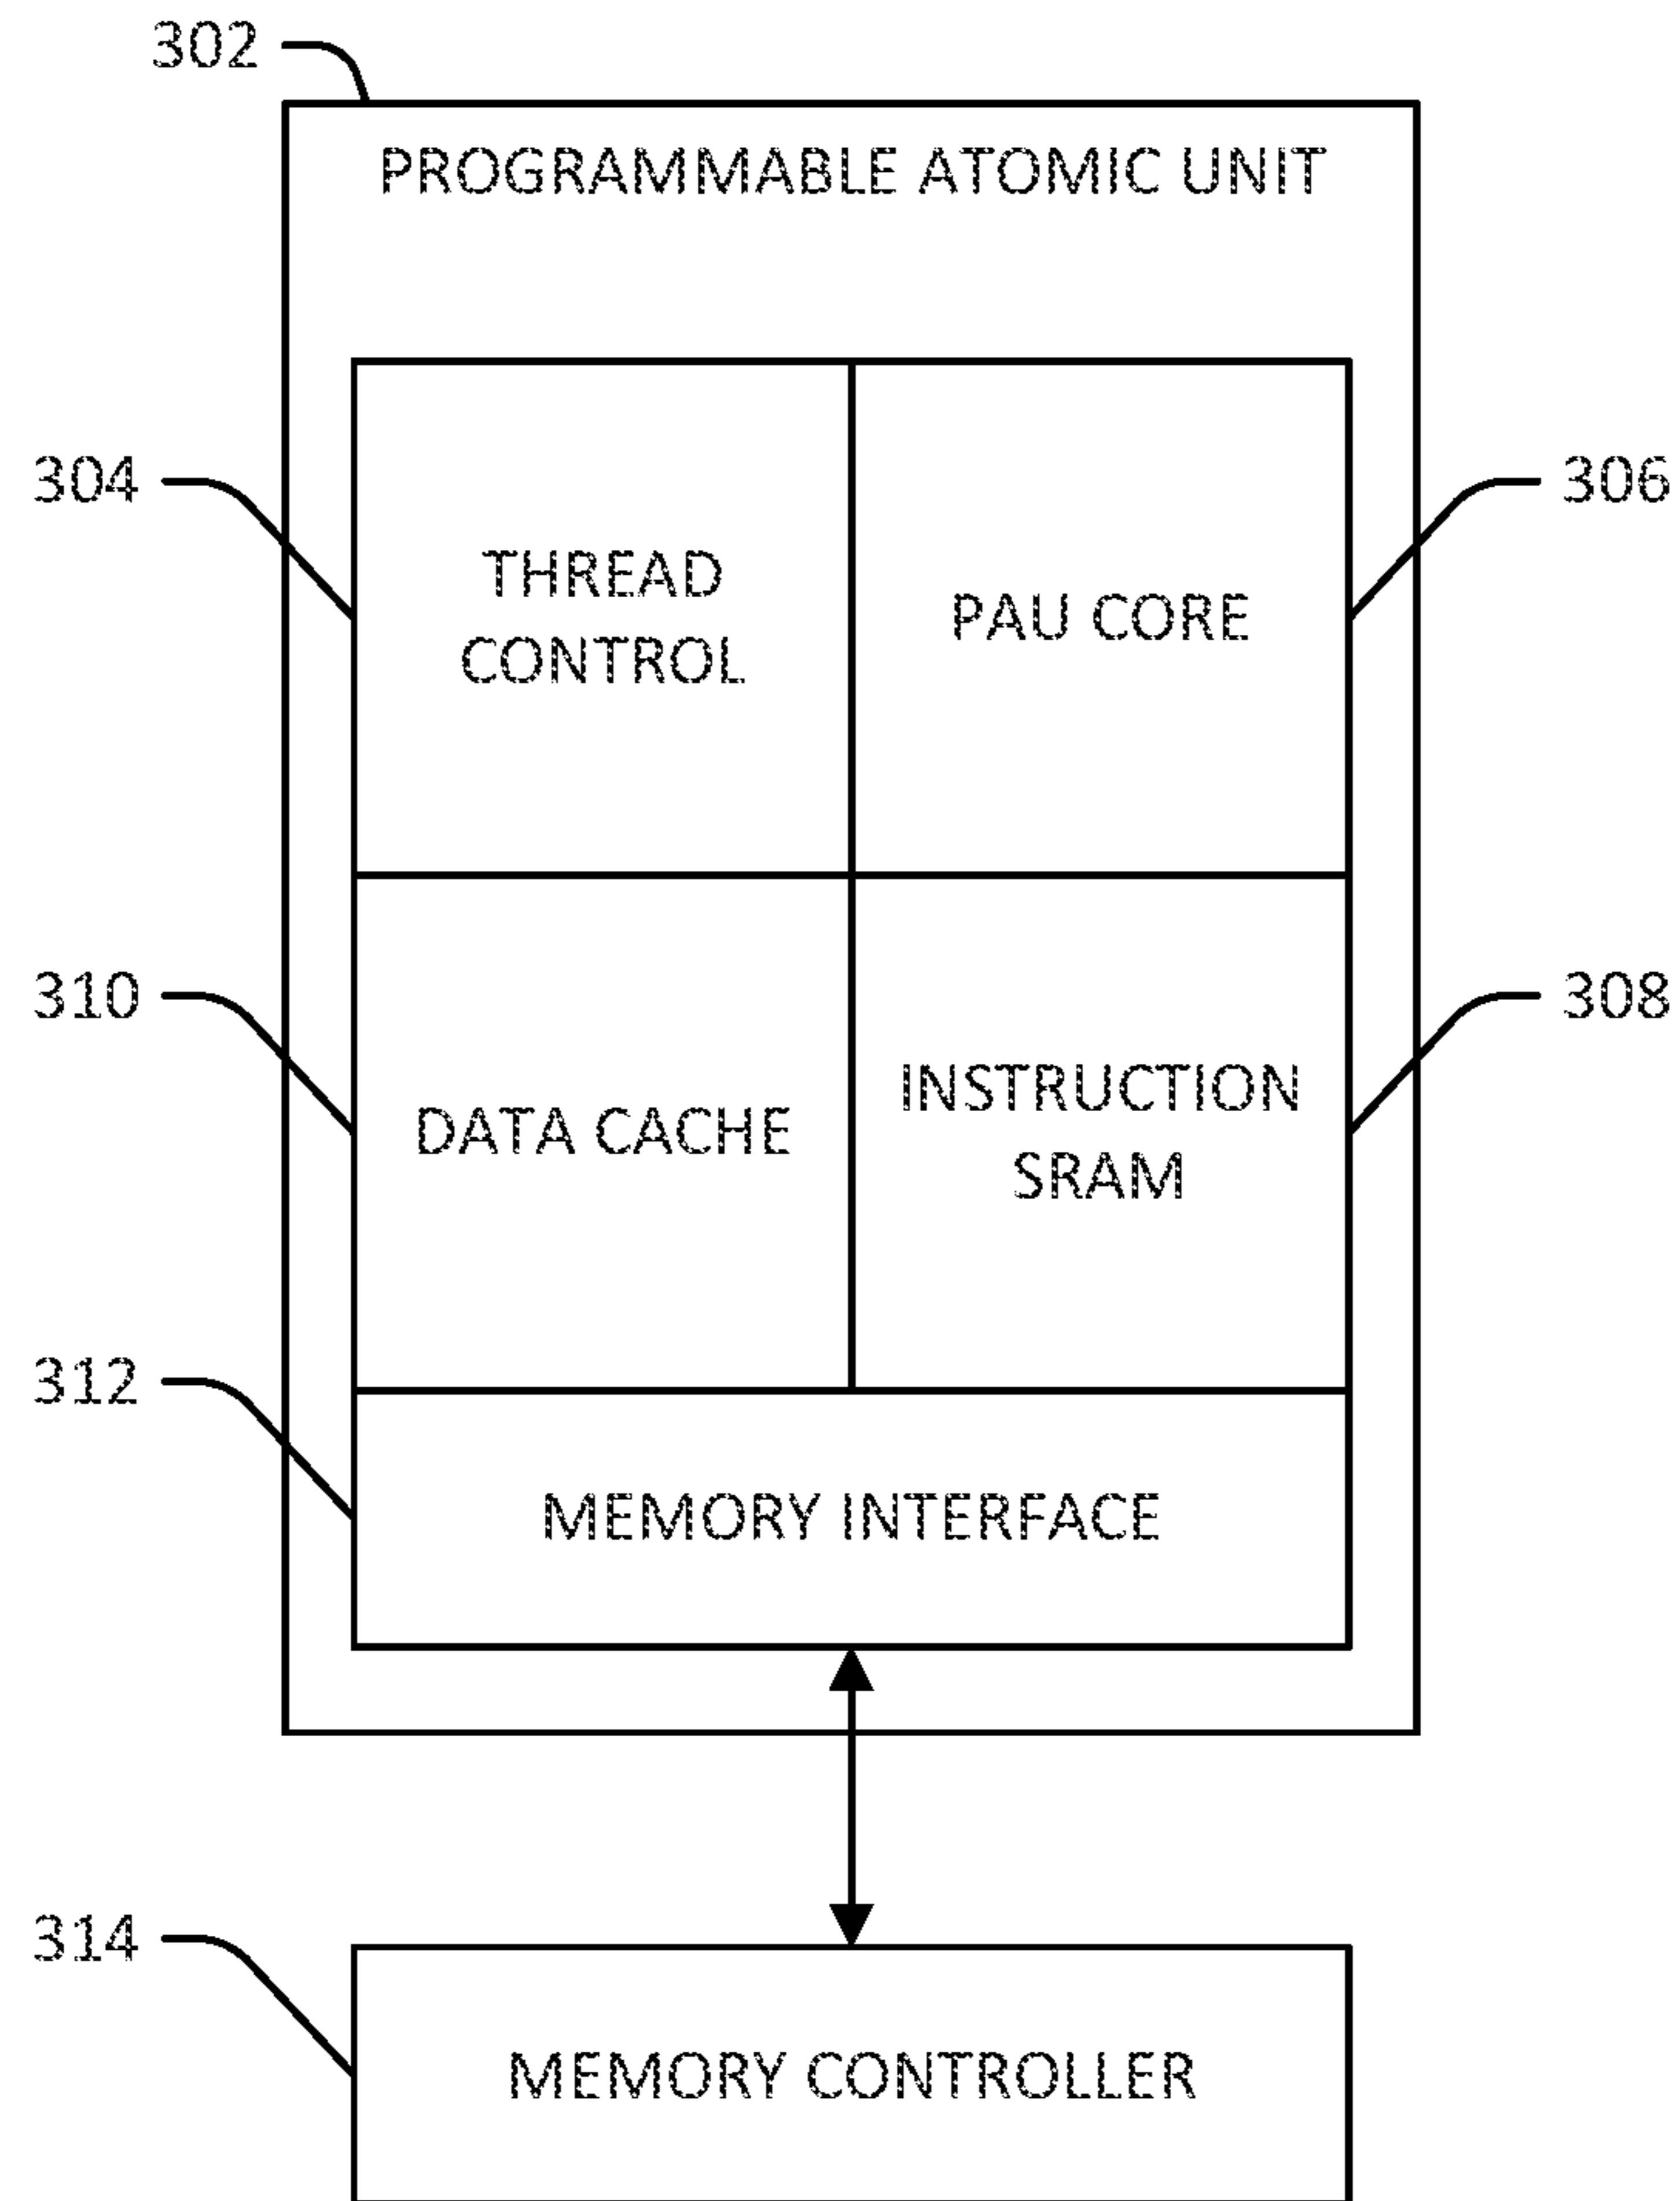 302
PROGRAMMABLE ATOMIC UNIT
304
306
THREAD
CONTROL
PAU CORE
310
308
DATA CACHE
INSTRUCTION
SRAM
312
MEMORY INTERFACE
314
MEMORY CONTROLLER